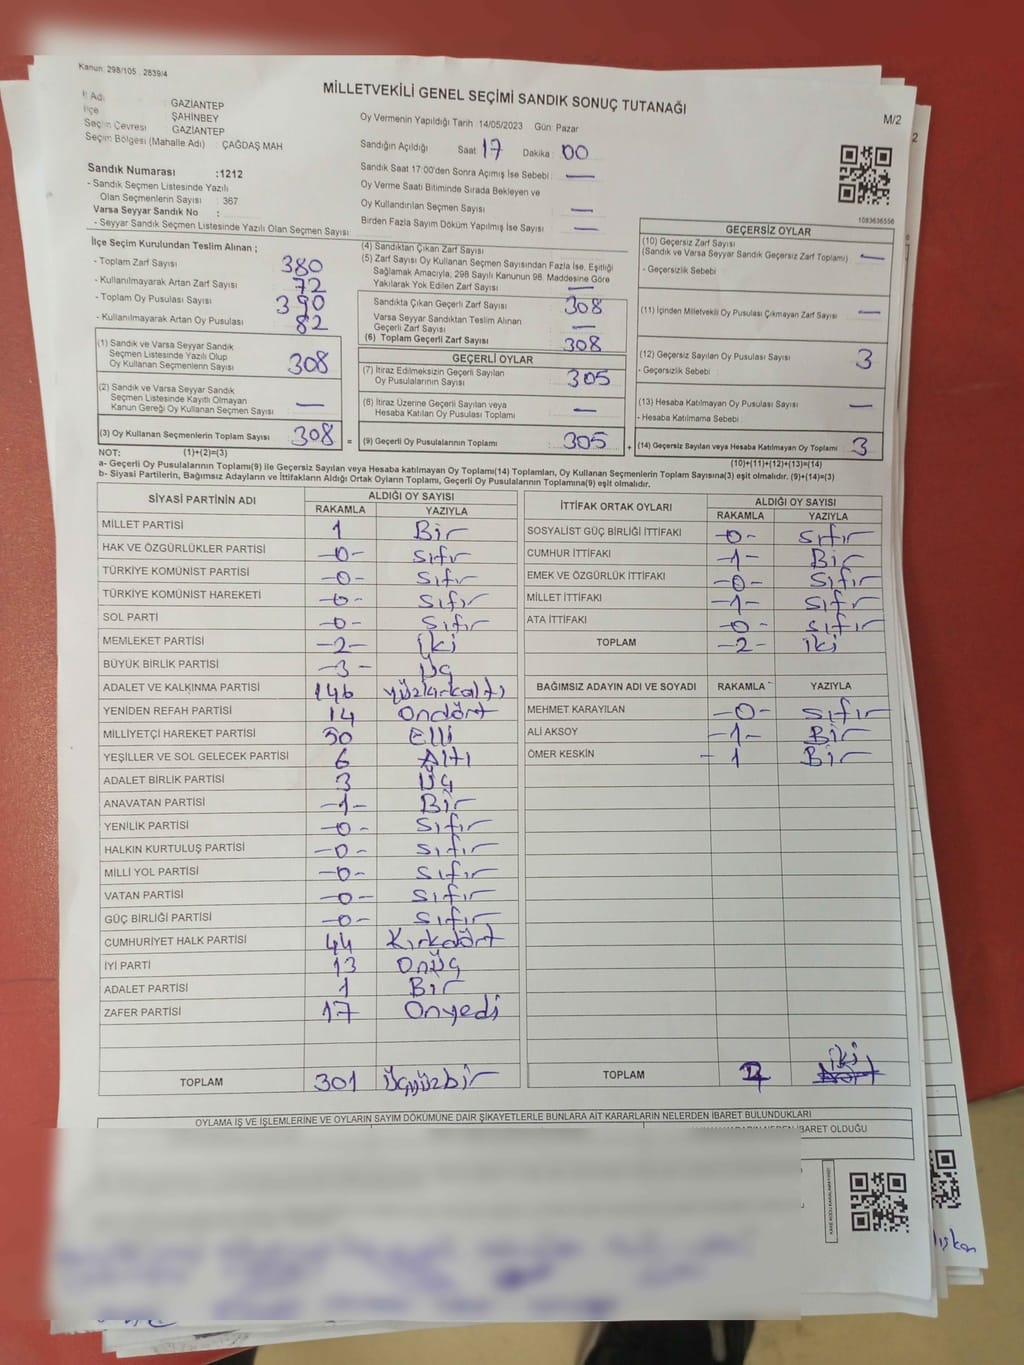 Kanun: 298/105 , 2839/4
MİLLETVEKİLİ GENEL SEÇİMİ SANDIK SONUÇ TUTANAĞI
M/2
İl Adı : GAZİANTEP
İlçe : ŞAHİNBEY
Seçim Çevresi : GAZİANTEP
Seçim Bölgesi (Mahalle Adı) : ÇAĞDAŞ MAH
Oy Vermenin Yapıldığı Tarih :14/05/2023 Gün: Pazar
Sandığın Açıldığı Saat 17 Dakika : 00
Sandık Saat 17:00'den Sonra Açımış İse Sebebi : —
Oy Verme Saati Bitiminde Sırada Bekleyen ve
Oy Kullandırılan Seçmen Sayısı : —
Birden Fazla Sayım Döküm Yapılmış İse Sayısı : —
Sandık Numarası :1212
- Sandık Seçmen Listesinde Yazılı
Olan Seçmenlerin Sayısı : 367
Varsa Seyyar Sandık No :
- Seyyar Sandık Seçmen Listesinde Yazılı Olan Seçmen Sayısı
1083636556
İlçe Seçim Kurulundan Teslim Alınan ;
- Toplam Zarf Sayısı 380
- Kullanılmayarak Artan Zarf Sayısı 72
- Toplam Oy Pusulası Sayısı 390
- Kullanılmayarak Artan Oy Pusulası 82
(1) Sandık ve Varsa Seyyar Sandık
Seçmen Listesinde Yazılı Olup
Oy Kullanan Seçmenlerin Sayısı 308
(2) Sandık ve Varsa Seyyar Sandık
Seçmen Listesinde Kayıtlı Olmayan
Kanun Gereği Oy Kullanan Seçmen Sayısı —
(3) Oy Kullanan Seçmenlerin Toplam Sayısı 308 =
(4) Sandıktan Çıkan Zarf Sayısı
(5) Zarf Sayısı Oy Kullanan Seçmen Sayısından Fazla İse, Eşitliği
Sağlamak Amacıyla, 298 Sayılı Kanunun 98. Maddesine Göre
Yakılarak Yok Edilen Zarf Sayısı —
Sandıkta Çıkan Geçerli Zarf Sayısı 308
Varsa Seyyar Sandıktan Teslim Alınan
Geçerli Zarf Sayısı —
(6) Toplam Geçerli Zarf Sayısı 308
GEÇERLİ OYLAR
(7) İtiraz Edilmeksizin Geçerli Sayılan
Oy Pusulalarının Sayısı 305
(8) İtiraz Üzerine Geçerli Sayılan veya
Hesaba Katılan Oy Pusulası Toplamı —
(9) Geçerli Oy Pusulalarının Toplamı 305 +
GEÇERSİZ OYLAR
(10) Geçersiz Zarf Sayısı
(Sandık ve Varsa Seyyar Sandık Geçersiz Zarf Toplamı) —
- Geçersizlik Sebebi
(11) İçinden Milletvekili Oy Pusulası Çıkmayan Zarf Sayısı —
(12) Geçersiz Sayılan Oy Pusulası Sayısı 3
- Geçersizlik Sebebi
(13) Hesaba Katılmayan Oy Pusulası Sayısı —
- Hesaba Katılmama Sebebi
(14) Geçersiz Sayılan veya Hesaba Katılmayan Oy Toplamı 3
NOT: (1)+(2)=(3) (10)+(11)+(12)+(13)=(14)
a- Geçerli Oy Pusulalarının Toplamı(9) ile Geçersiz Sayılan veya Hesaba katılmayan Oy Toplamı(14) Toplamları, Oy Kullanan Seçmenlerin Toplam Sayısına(3) eşit olmalıdır. (9)+(14)=(3)
b- Siyasi Partilerin, Bağımsız Adayların ve İttifakların Aldığı Ortak Oyların Toplamı, Geçerli Oy Pusulalarının Toplamına(9) eşit olmalıdır.
SİYASİ PARTİNİN ADI ALDIĞI OY SAYISI
RAKAMLA YAZIYLA
MİLLET PARTİSİ 1 Bir
HAK VE ÖZGÜRLÜKLER PARTİSİ -0- Sıfır
TÜRKİYE KOMÜNİST PARTİSİ -0- Sıfır
TÜRKİYE KOMÜNİST HAREKETİ -0- Sıfır
SOL PARTİ -0- Sıfır
MEMLEKET PARTİSİ -2- İki
BÜYÜK BİRLİK PARTİSİ -3- Üç
ADALET VE KALKINMA PARTİSİ 146 yüzkırkaltı
YENİDEN REFAH PARTİSİ 14 Ondört
MİLLİYETÇİ HAREKET PARTİSİ 50 Elli
YEŞİLLER VE SOL GELECEK PARTİSİ 6 Altı
ADALET BİRLİK PARTİSİ 3 Üç
ANAVATAN PARTİSİ -1- Bir
YENİLİK PARTİSİ -0- Sıfır
HALKIN KURTULUŞ PARTİSİ -0- Sıfır
MİLLİ YOL PARTİSİ -0- Sıfır
VATAN PARTİSİ -0- Sıfır
GÜÇ BİRLİĞİ PARTİSİ -0- Sıfır
CUMHURİYET HALK PARTİSİ 44 Kırkdört
İYİ PARTİ 13 Onüç
ADALET PARTİSİ 1 Bir
ZAFER PARTİSİ 17 Onyedi
TOPLAM 301 üçyüzbir
İTTİFAK ORTAK OYLARI ALDIĞI OY SAYISI
RAKAMLA YAZIYLA
SOSYALİST GÜÇ BİRLİĞİ İTTİFAKI -0- Sıfır
CUMHUR İTTİFAKI -1- Bir
EMEK VE ÖZGÜRLÜK İTTİFAKI -0- Sıfır
MİLLET İTTİFAKI -1- Sıfır
ATA İTTİFAKI -0- Sıfır
TOPLAM -2- iki
BAĞIMSIZ ADAYIN ADI VE SOYADI RAKAMLA YAZIYLA
MEHMET KARAYILAN -0- Sıfır
ALİ AKSOY -1- Bir
ÖMER KESKİN - 1 Bir
TOPLAM 2 iki
OYLAMA İŞ VE İŞLEMLERİNE VE OYLARIN SAYIM DÖKÜMÜNE DAİR ŞİKAYETLERLE BUNLARA AİT KARARLARIN NELERDEN İBARET BULUNDUKLARI
İBARET OLDUĞU